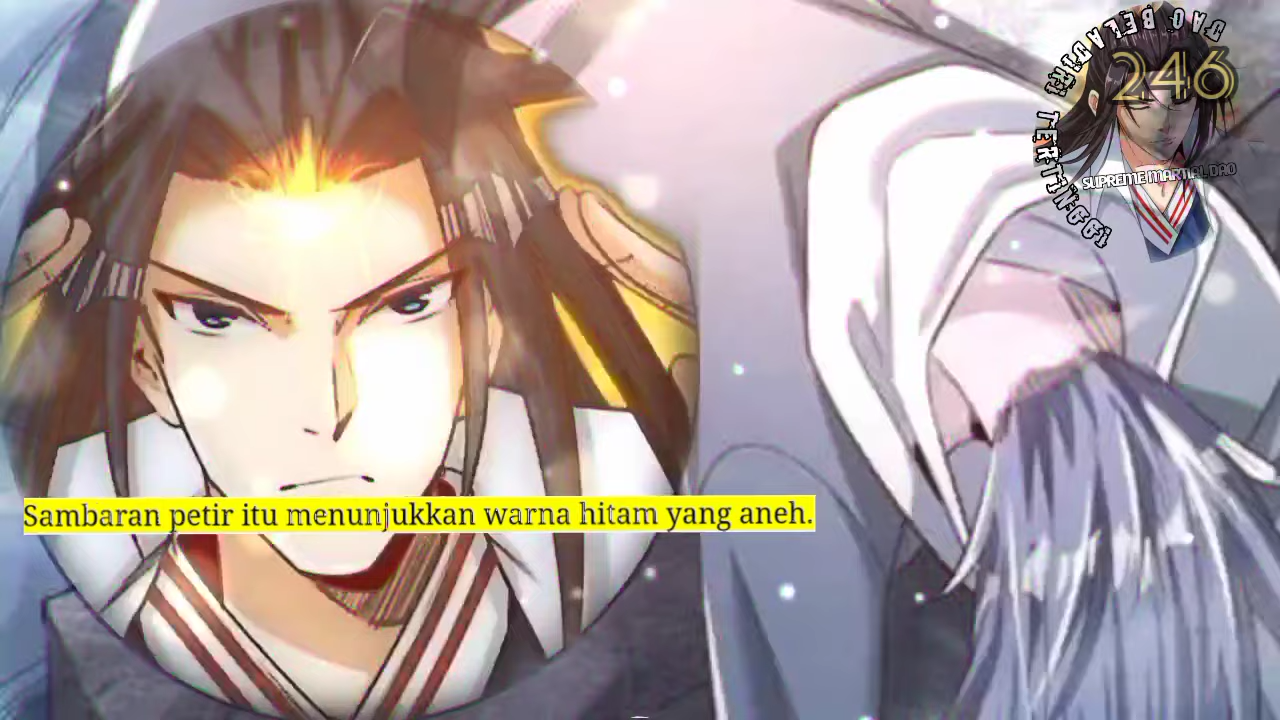 DAO BELADIRI TERTINGGI
246
SUPREME MARTIAL DAO
Sambaran petir itu menunjukkan warna hitam yang aneh.